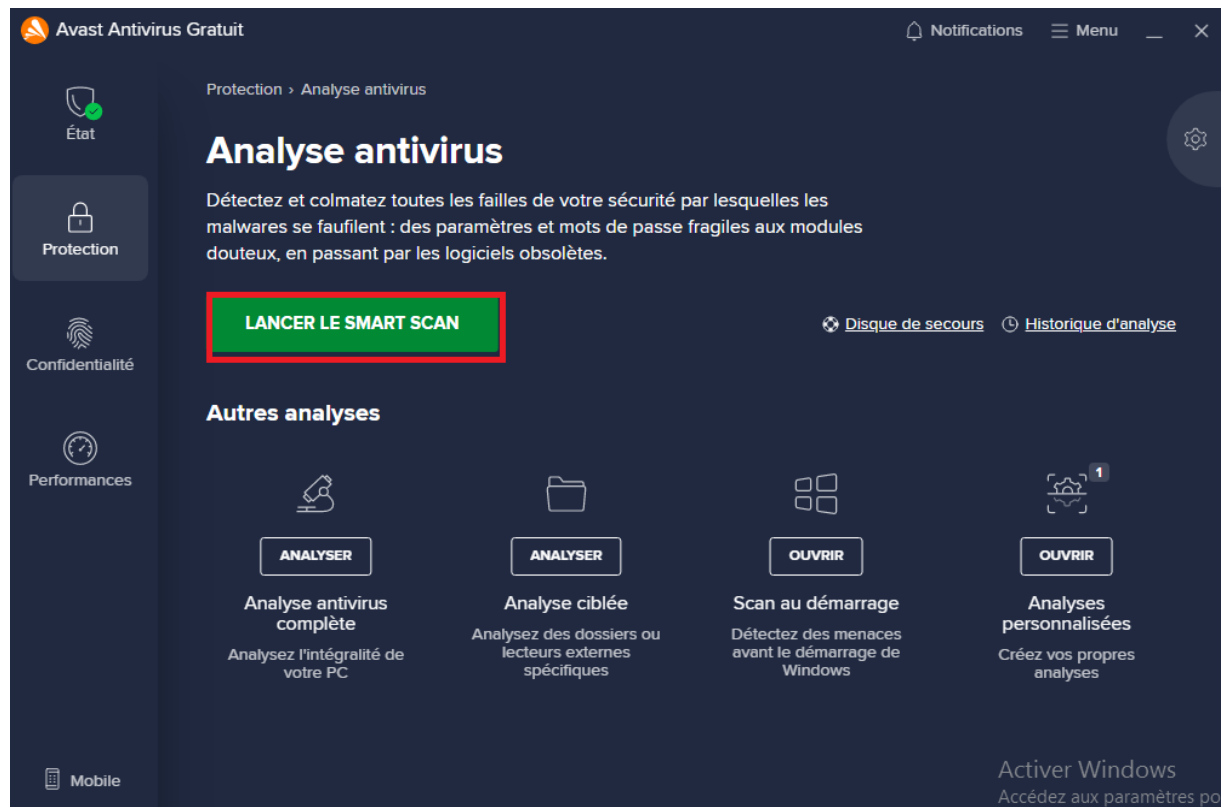 Avast Antivirus Gratuit
Notifications
Menu
État
Protection
Confidentialité
Performances
Mobile
Protection › Analyse antivirus
Analyse antivirus
Détectez et colmatez toutes les failles de votre sécurité par lesquelles les
malwares se faufilent : des paramètres et mots de passe fragiles aux modules
douteux, en passant par les logiciels obsolètes.
LANCER LE SMART SCAN
Disque de secours
Historique d'analyse
Autres analyses
ANALYSER
Analyse antivirus
complète
Analysez l'intégralité de
votre PC
ANALYSER
Analyse ciblée
Analysez des dossiers ou
lecteurs externes
spécifiques
OUVRIR
Scan au démarrage
Détectez des menaces
avant le démarrage de
Windows
1
OUVRIR
Analyses
personnalisées
Créez vos propres
analyses
Activer Windows
Accédez aux paramètres po